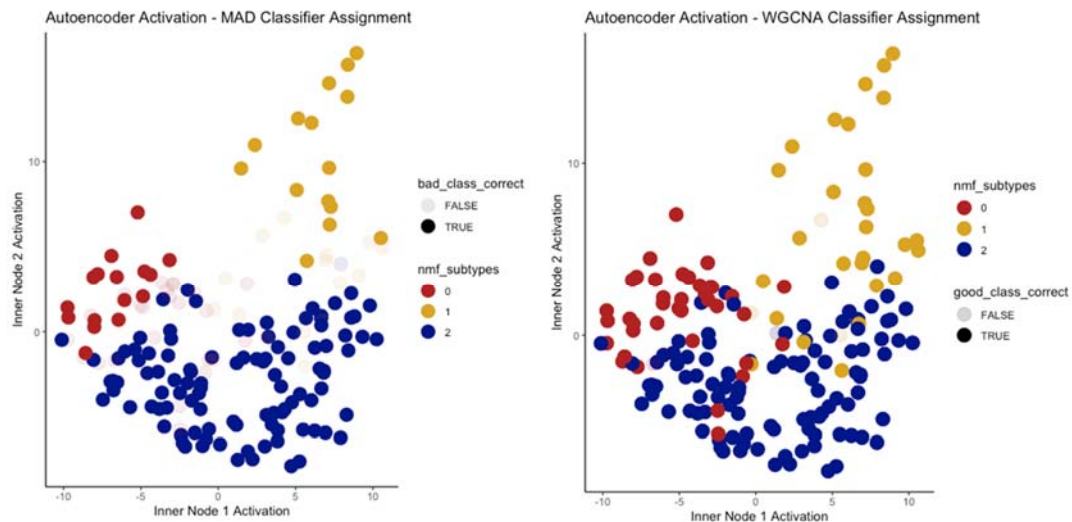 Autoencoder Activation - MAD Classifier Assignment
Inner Node 2 Activation
10
0
-10
-5
0
5
10
Inner Node 1 Activation
bad_class_correct
FALSE
TRUE
nmf_subtypes
0
1
2
Autoencoder Activation - WGCNA Classifier Assignment
Inner Node 2 Activation
10
0
-10
-5
0
5
10
Inner Node 1 Activation
nmf_subtypes
0
1
2
good_class_correct
FALSE
TRUE